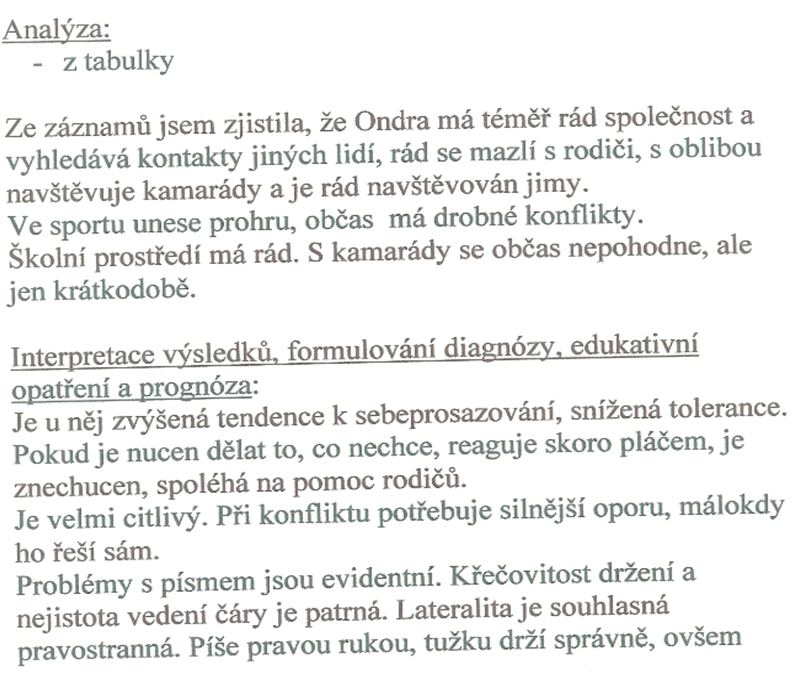 Analýza:
- z tabulky
Ze záznamů jsem zjistila, že Ondra má téměř rád společnost a
vyhledává kontakty jiných lidí, rád se mazlí s rodiči, s oblibou
navštěvuje kamarády a je rád navštěvován jimy.
Ve sportu unese prohru, občas má drobné konflikty.
Školní prostředí má rád. S kamarády se občas nepohodne, ale
jen krátkodobě.
Interpretace výsledků, formulování diagnózy, edukativní
opatření a prognóza:
Je u něj zvýšená tendence k sebeprosazování, snížená tolerance.
Pokud je nucen dělat to, co nechce, reaguje skoro pláčem, je
znechucen, spoléhá na pomoc rodičů.
Je velmi citlivý. Při konfliktu potřebuje silnější oporu, málokdy
ho řeší sám.
Problémy s písmem jsou evidentní. Křečovitost držení a
nejistota vedení čáry je patrná. Lateralita je souhlasná
pravostranná. Píše pravou rukou, tužku drží správně, ovšem